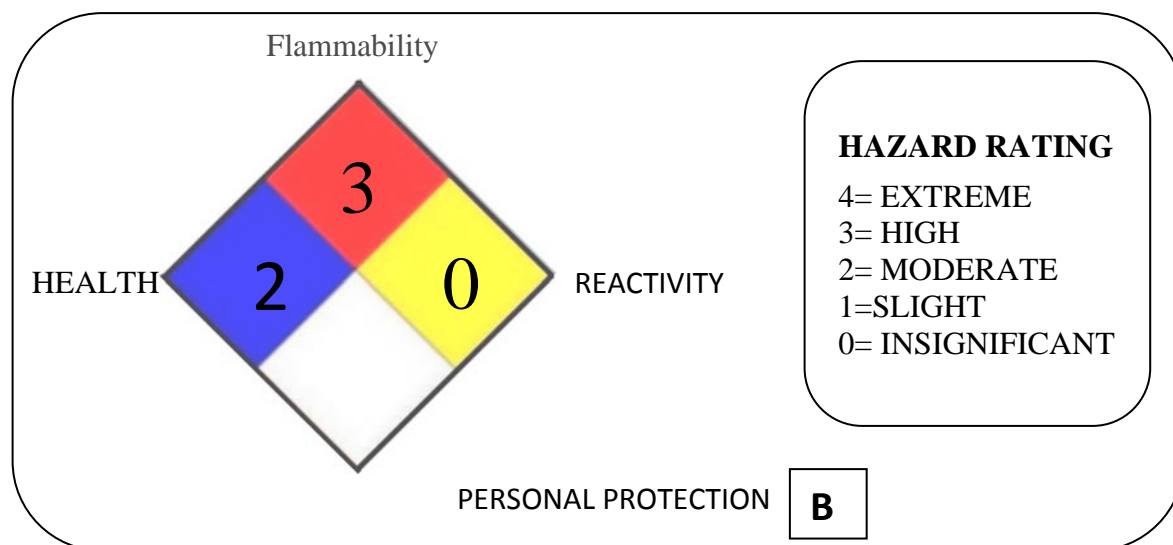 Flammability
3
HEALTH
2
0
REACTIVITY
HAZARD RATING
4= EXTREME
3= HIGH
2= MODERATE
1=SLIGHT
0= INSIGNIFICANT
PERSONAL PROTECTION
B